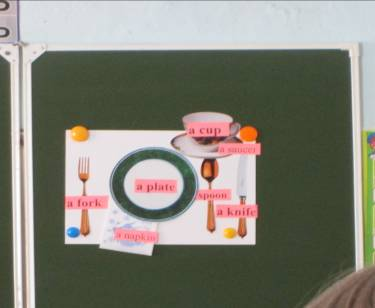 a cup
a saucer
a plate
spoon
a fork
a knife
a napkin